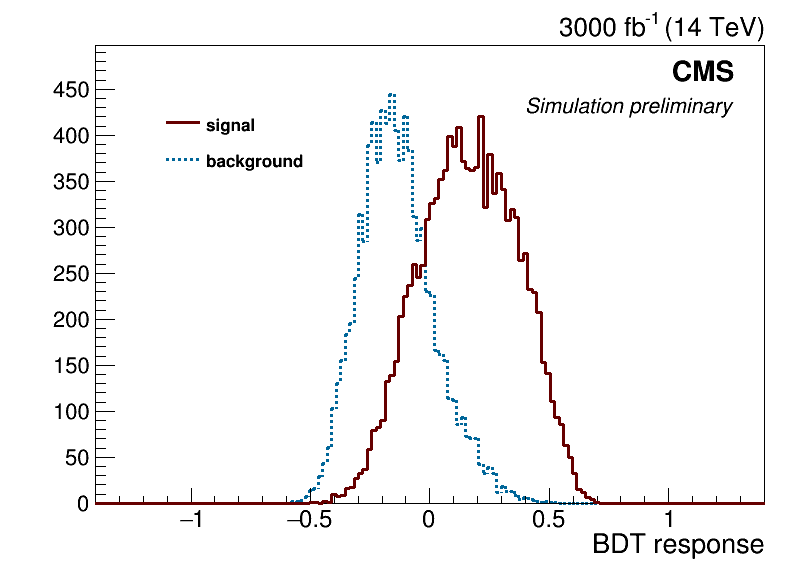 3000 fb⁻¹ (14 TeV)
CMS
Simulation preliminary
signal
background
450
400
350
300
250
200
150
100
50
0
−1 −0.5 0 0.5 1
BDT response